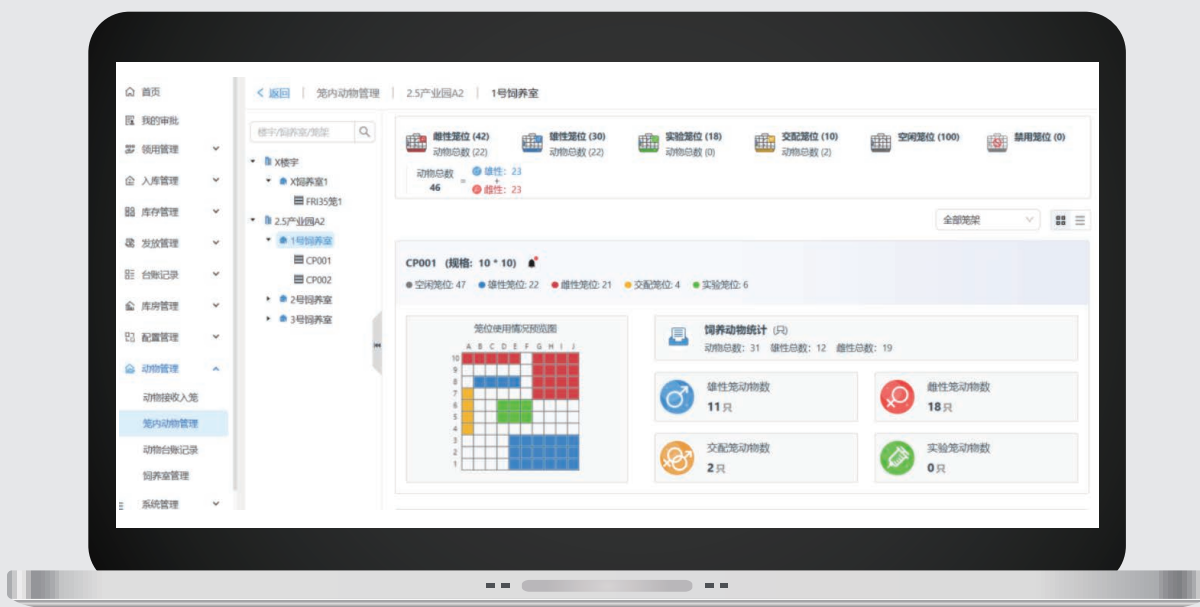 首页
我的审批
领用管理
入库管理
库存管理
发放管理
台账记录
库房管理
配置管理
动物管理
动物接收入笼
笼内动物管理
动物台账记录
饲养室管理
系统管理
返回 | 笼内动物管理 | 2.5产业园A2 | 1号饲养室
楼宇/饲养室/笼架
X楼宇
X饲养室1
FRI35笼1
2.5产业园A2
1号饲养室
CP001
CP002
2号饲养室
3号饲养室
雌性笼位 (42)
动物总数 (22)
雄性笼位 (30)
动物总数 (22)
实验笼位 (18)
动物总数 (0)
交配笼位 (10)
动物总数 (2)
空闲笼位 (100)
禁用笼位 (0)
动物总数
46
=
雄性: 23
+
雌性: 23
全部笼架
CP001 (规格: 10 * 10)
空闲笼位: 47 雄性笼位: 22 雌性笼位: 21 交配笼位: 4 实验笼位: 6
笼位使用情况预览图
A B C D E F G H I J
10
9
8
7
6
5
4
3
2
1
饲养动物统计 (只)
动物总数: 31 雄性总数: 12 雌性总数: 19
雄性笼动物数
11只
雌性笼动物数
18只
交配笼动物数
2只
实验笼动物数
0只